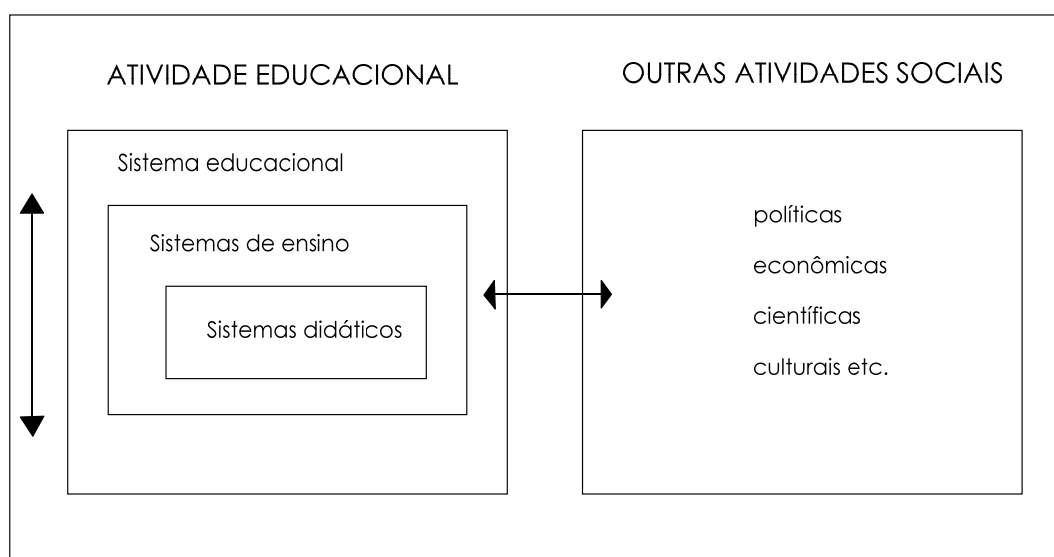 ATIVIDADE EDUCACIONAL
Sistema educacional
Sistemas de ensino
Sistemas didáticos
OUTRAS ATIVIDADES SOCIAIS
políticas
econômicas
científicas
culturais etc.